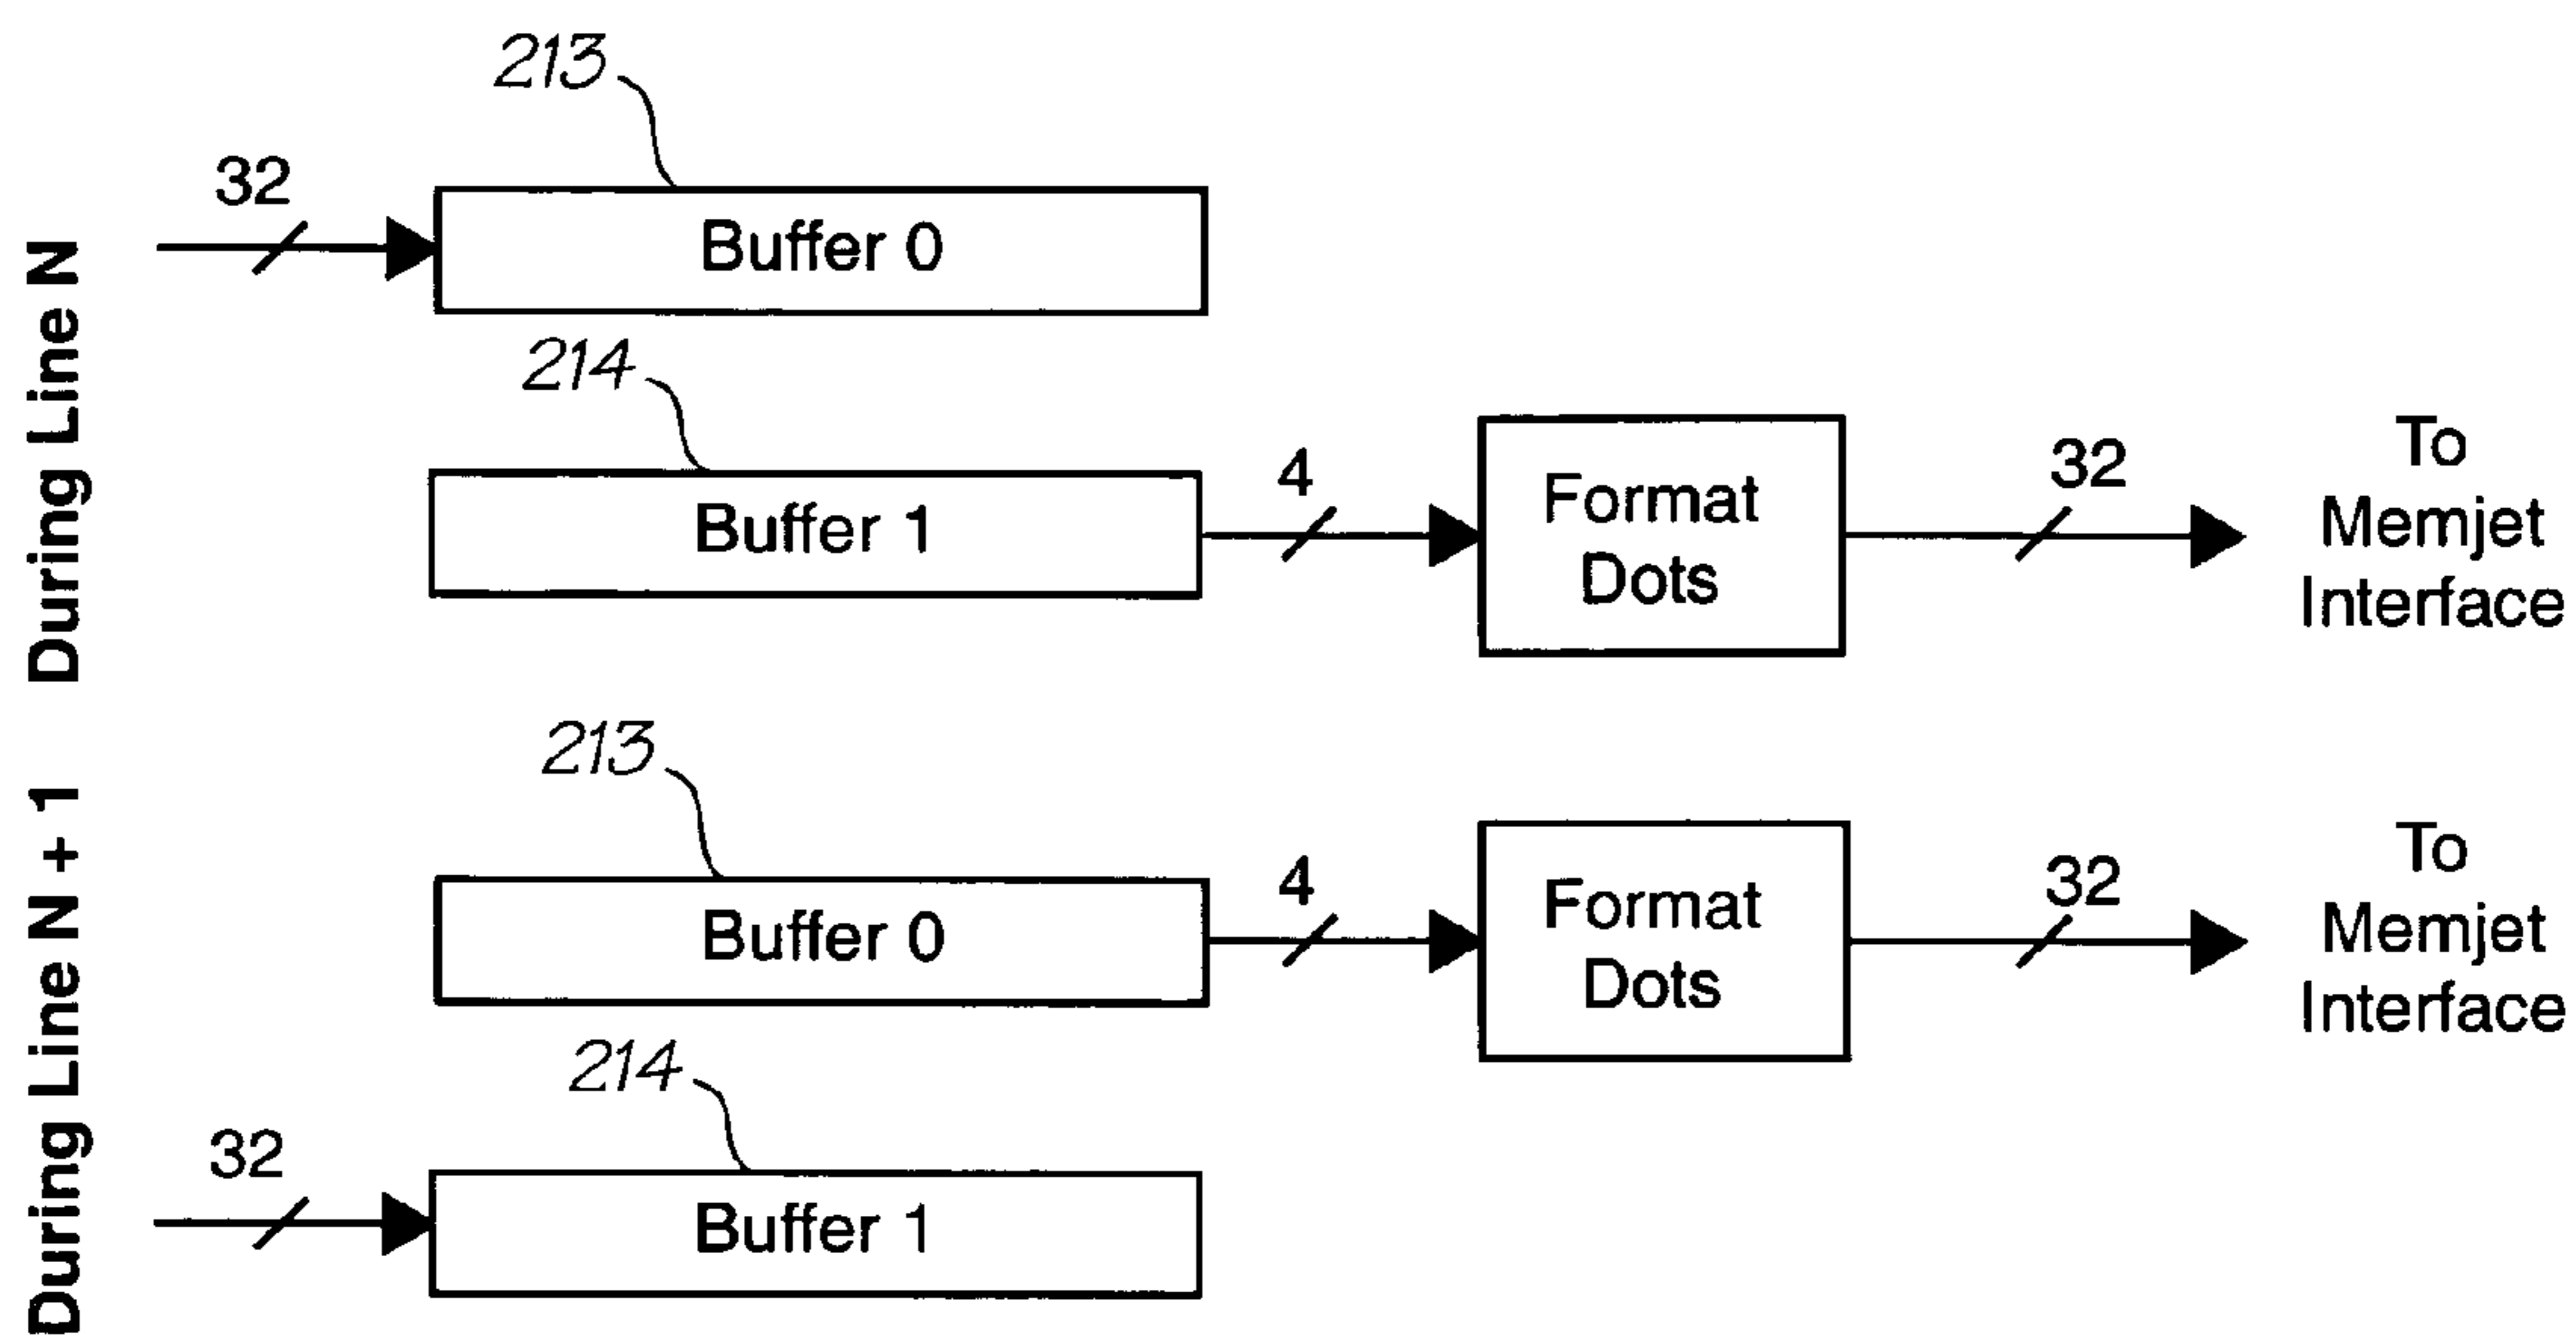 During Line N
213
32
Buffer 0
214
Buffer 1
4
Format
Dots
32
To
Memjet
Interface
During Line N + 1
213
Buffer 0
4
Format
Dots
32
To
Memjet
Interface
214
32
Buffer 1